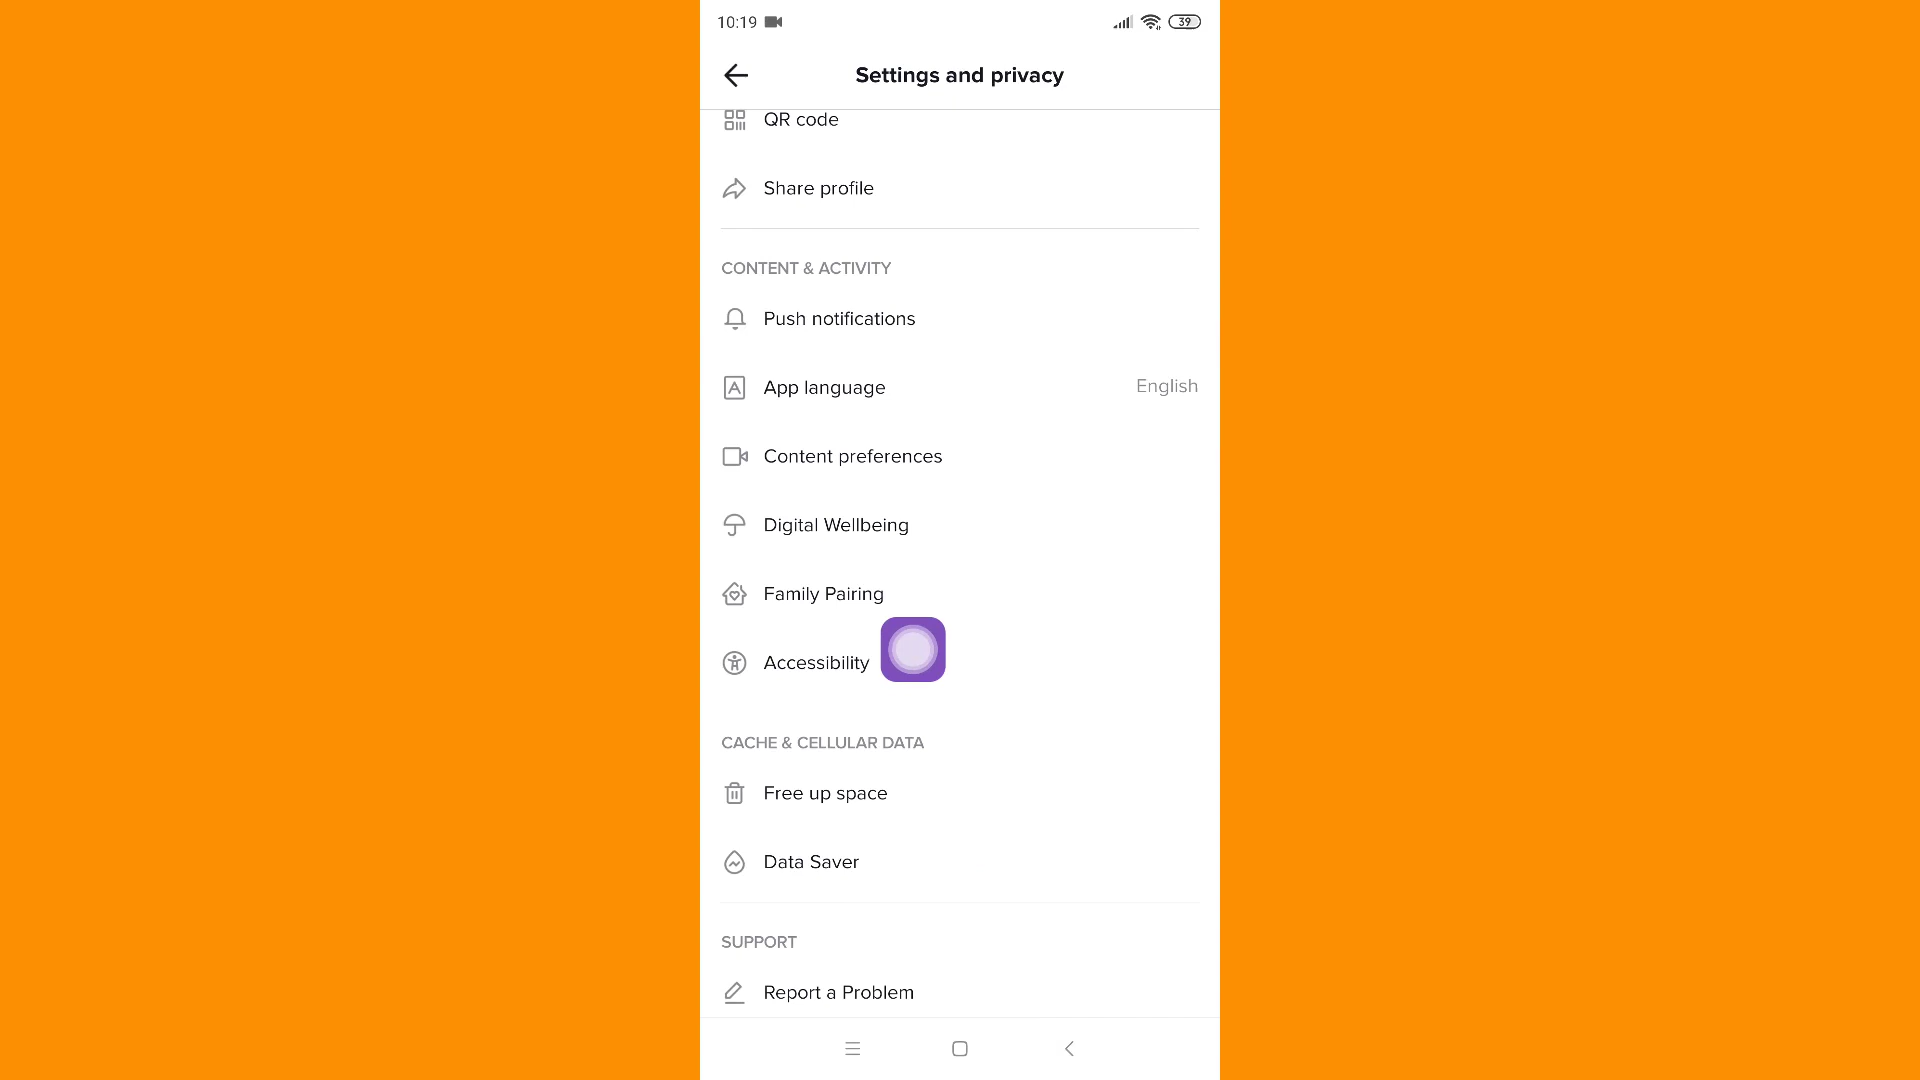 10:19
39
Settings and privacy
QR code
Share profile
CONTENT & ACTIVITY
Push notifications
App language English
Content preferences
Digital Wellbeing
Family Pairing
Accessibility
CACHE & CELLULAR DATA
Free up space
Data Saver
SUPPORT
Report a Problem